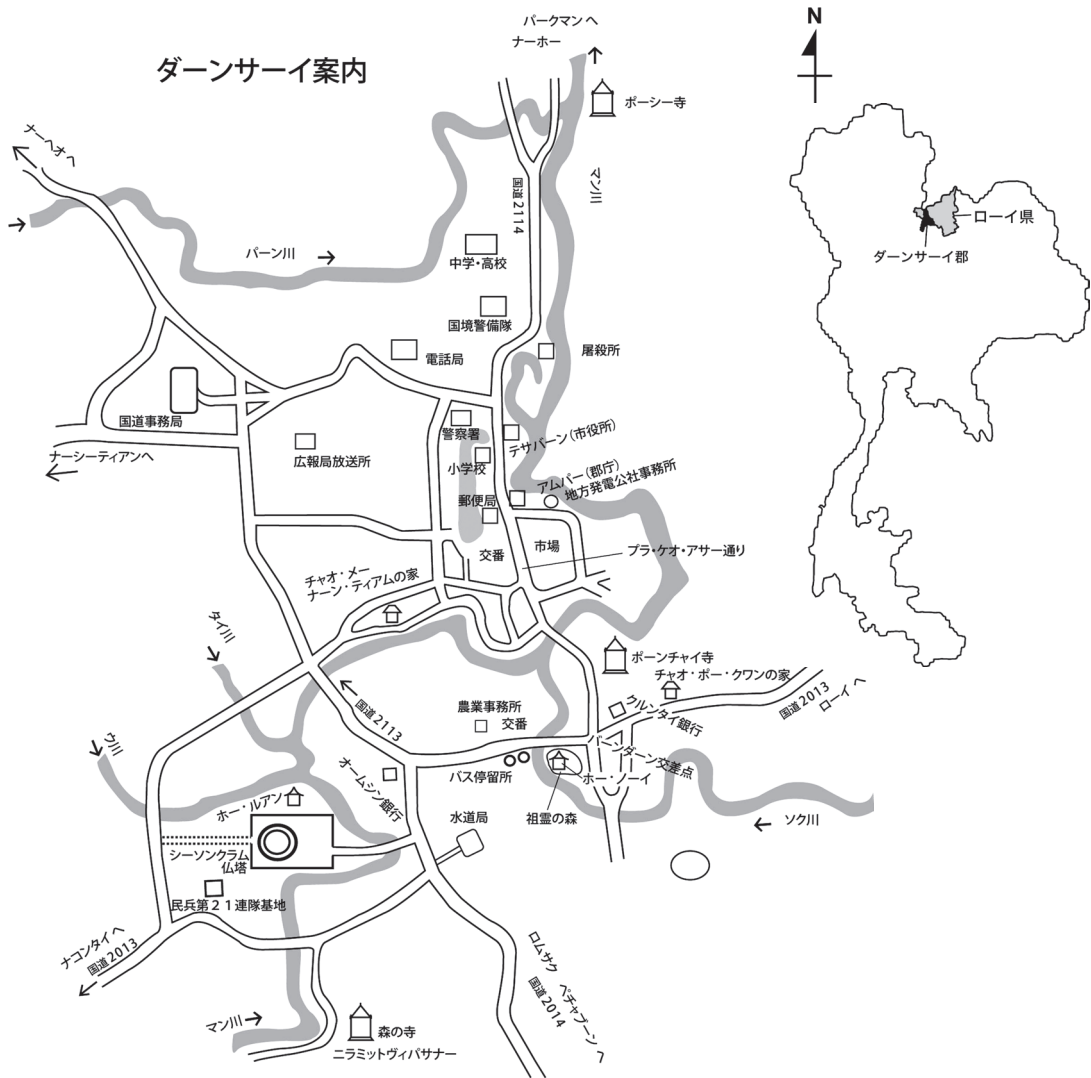 パークマンへ
ナーホー
N
ダーンサーイ案内
ポーシー寺
ナーヘオへ
国道2114
マン川
ローイ県
ダーンサーイ郡
パーン川
中学・高校
国境警備隊
電話局
屠殺所
国道事務局
警察署
テサバーン(市役所)
ナーシーティアンへ
広報局放送所
小学校
アムパー(郡庁)
地方発電公社事務所
郵便局
交番
市場
プラ・ケオ・アサー通り
チャオ・メー
ナーン・ティアムの家
タイ川
ポーンチャイ寺
チャオ・ポー・クワンの家
国道2013
ローイへ
国道2113
農業事務所
交番
クルンタイ銀行
バーンダーン交差点
ウ川
オームシン銀行
バス停留所
ホー・ノーイ
ホー・ルアン
水道局
祖霊の森
ソク川
シーソンクラム
仏塔
民兵第21連隊基地
ナコンタイへ
国道2013
ロムサク ペチャブーンへ
国道2014
マン川
森の寺
ニラミットヴィパサナー